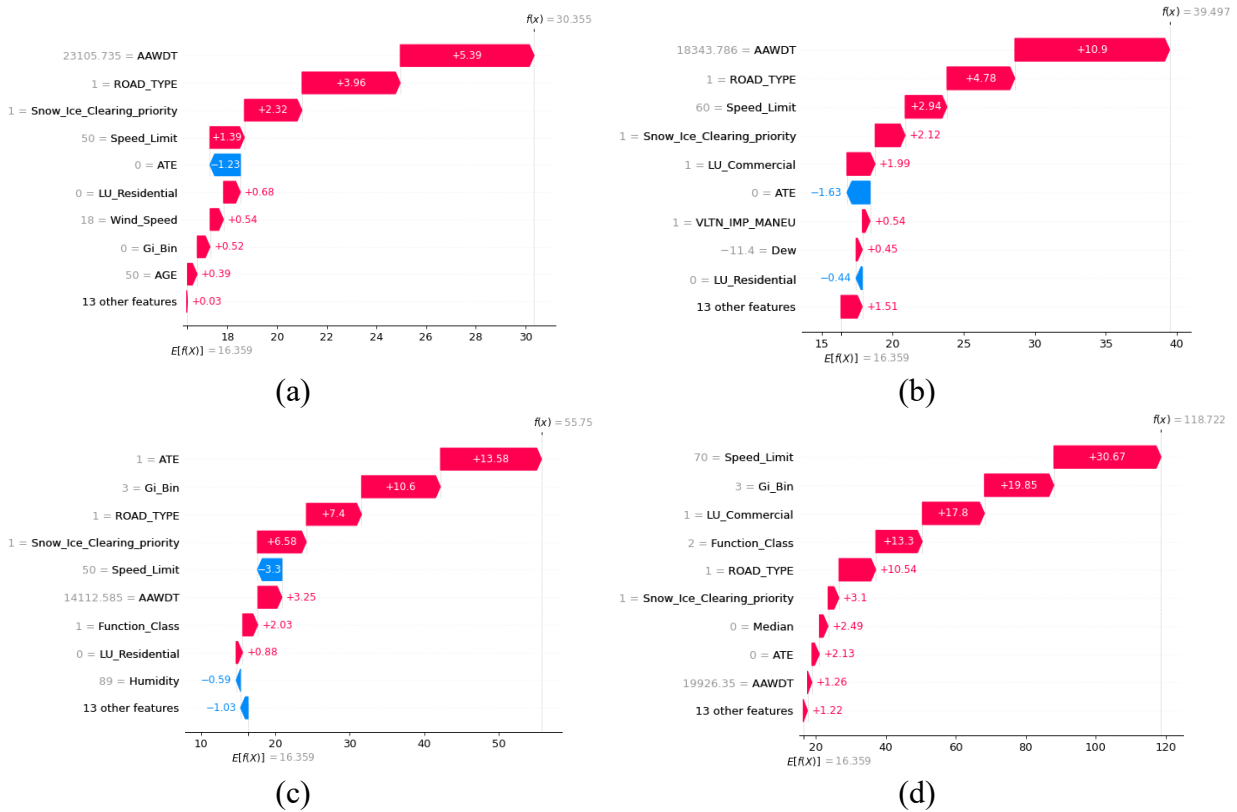 f(x) = 30.355
23105.735 = AAWDT
+5.39
1 = ROAD_TYPE
+3.96
1 = Snow_Ice_Clearing_priority
+2.32
50 = Speed_Limit
+1.39
0 = ATE
−1.23
0 = LU_Residential
+0.68
18 = Wind_Speed
+0.54
0 = Gi_Bin
+0.52
50 = AGE
+0.39
13 other features
+0.03
18 20 22 24 26 28 30
E[f(X)] = 16.359
(a)
f(x) = 39.497
18343.786 = AAWDT
+10.9
1 = ROAD_TYPE
+4.78
60 = Speed_Limit
+2.94
1 = Snow_Ice_Clearing_priority
+2.12
1 = LU_Commercial
+1.99
0 = ATE
−1.63
1 = VLTN_IMP_MANEU
+0.54
−11.4 = Dew
+0.45
0 = LU_Residential
−0.44
13 other features
+1.51
15 20 25 30 35 40
E[f(X)] = 16.359
(b)
f(x) = 55.75
1 = ATE
+13.58
3 = Gi_Bin
+10.6
1 = ROAD_TYPE
+7.4
1 = Snow_Ice_Clearing_priority
+6.58
50 = Speed_Limit
−3.3
14112.585 = AAWDT
+3.25
1 = Function_Class
+2.03
0 = LU_Residential
+0.88
89 = Humidity
−0.59
13 other features
−1.03
10 20 30 40 50
E[f(X)] = 16.359
(c)
f(x) = 118.722
70 = Speed_Limit
+30.67
3 = Gi_Bin
+19.85
1 = LU_Commercial
+17.8
2 = Function_Class
+13.3
1 = ROAD_TYPE
+10.54
1 = Snow_Ice_Clearing_priority
+3.1
0 = Median
+2.49
0 = ATE
+2.13
19926.35 = AAWDT
+1.26
13 other features
+1.22
20 40 60 80 100 120
E[f(X)] = 16.359
(d)